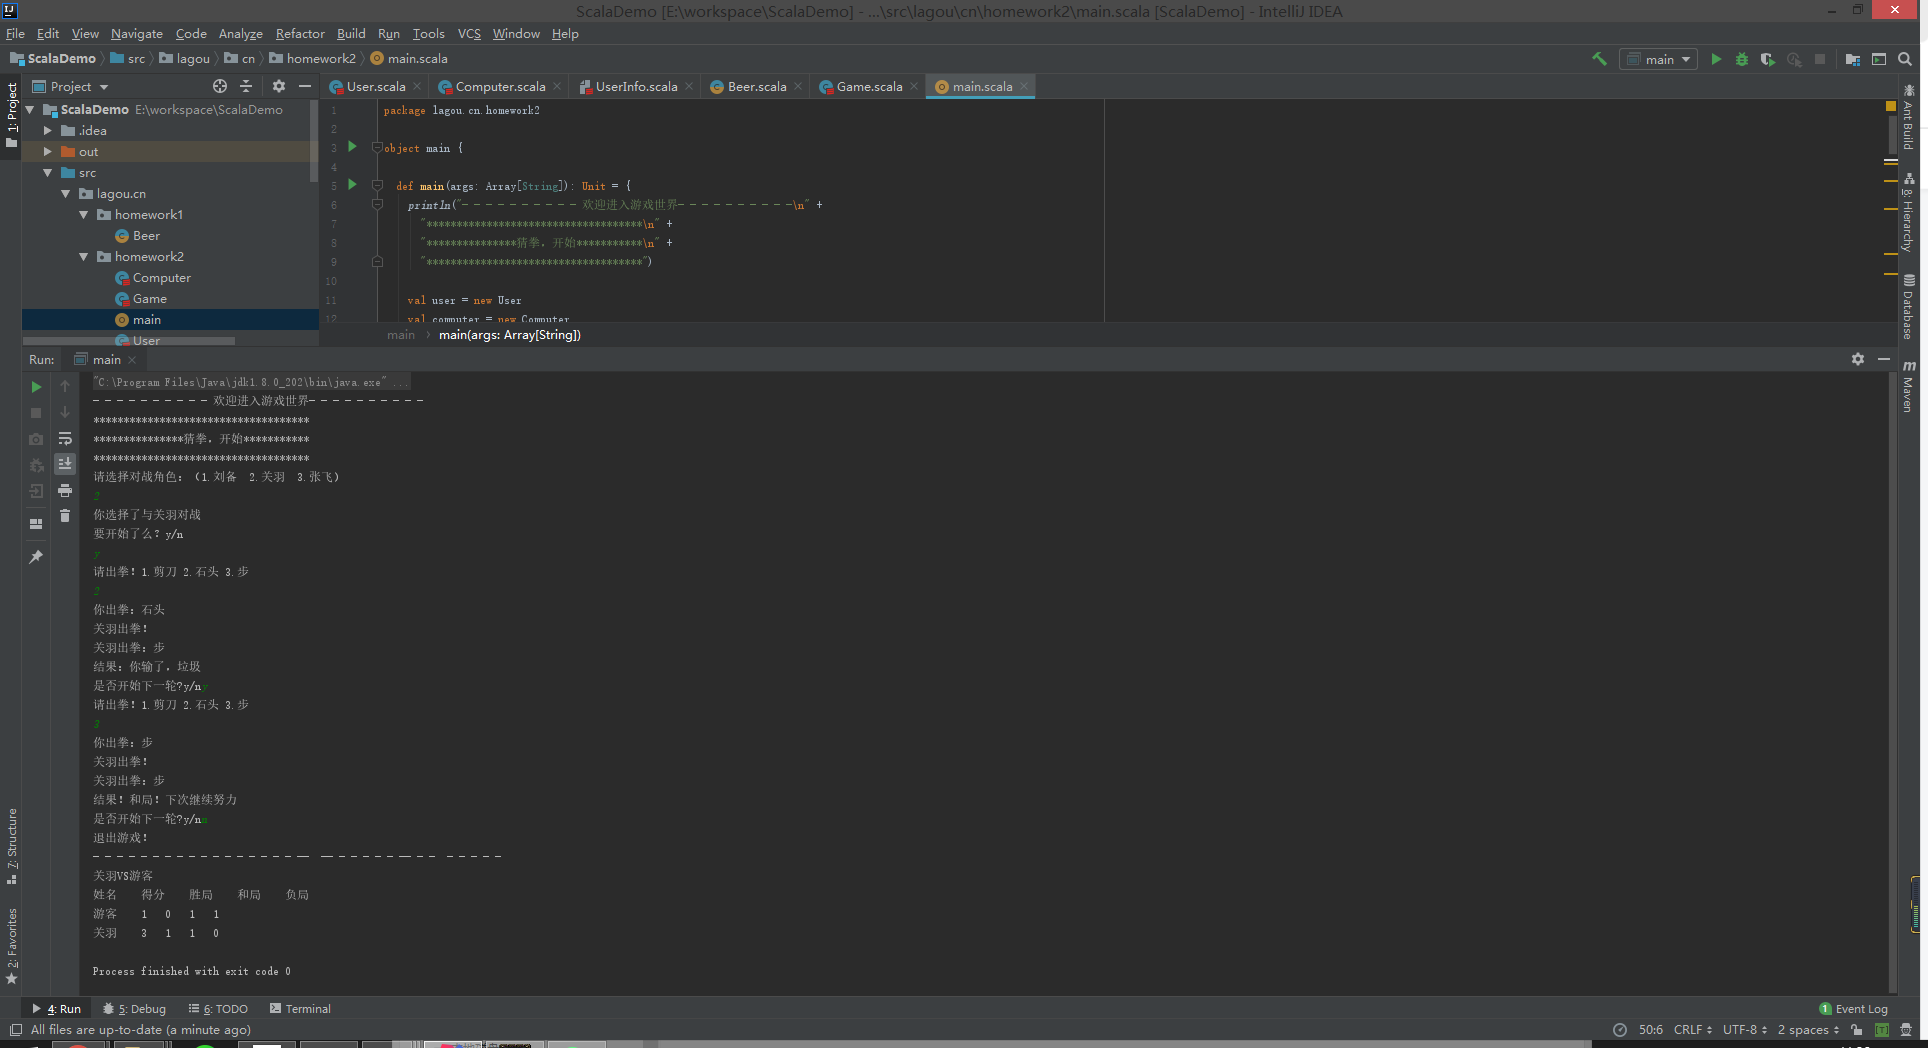 ScalaDemo [E:\workspace\ScalaDemo] - ...\src\lagou\cn\homework2\main.scala [ScalaDemo] - IntelliJ IDEA
File Edit View Navigate Code Analyze Refactor Build Run Tools VCS Window Help
ScalaDemo src lagou cn homework2 main.scala
main
Project
User.scala Computer.scala UserInfo.scala Beer.scala Game.scala main.scala
ScalaDemo E:\workspace\ScalaDemo
.idea
out
src
lagou.cn
homework1
Beer
homework2
Computer
Game
main
User
1: Project
1 package lagou.cn.homework2
2
3 object main {
4
5 def main(args: Array[String]): Unit = {
6 println("- - - - - - - - - - 欢迎进入游戏世界- - - - - - - - - -\n" +
7 "************************************\n" +
8 "***************猜拳，开始***********\n" +
9 "************************************")
10
11 val user = new User
12 val computer = new Computer
main › main(args: Array[String])
Ant Build
8: Hierarchy
Database
Maven
Run: main
"C:\Program Files\Java\jdk1.8.0_202\bin\java.exe" ...
- - - - - - - - - - 欢迎进入游戏世界- - - - - - - - - -
************************************
***************猜拳，开始***********
************************************
请选择对战角色：（1.刘备 2.关羽 3.张飞）
2
你选择了与关羽对战
要开始了么？y/n
y
请出拳！1.剪刀 2.石头 3.步
2
你出拳：石头
关羽出拳！
关羽出拳：步
结果：你输了，垃圾
是否开始下一轮?y/ny
请出拳！1.剪刀 2.石头 3.步
3
你出拳：步
关羽出拳！
关羽出拳：步
结果！和局！下次继续努力
是否开始下一轮?y/nn
退出游戏！
- - - - - - - - - - - - - - - - - -- -- - - - - - -- - - - - - - -
关羽VS游客
姓名 得分 胜局 和局 负局
游客 1 0 1 1
关羽 3 1 1 0
Process finished with exit code 0
7: Structure
2: Favorites
4: Run 5: Debug 6: TODO Terminal
1 Event Log
All files are up-to-date (a minute ago)
50:6 CRLF UTF-8 2 spaces [T]